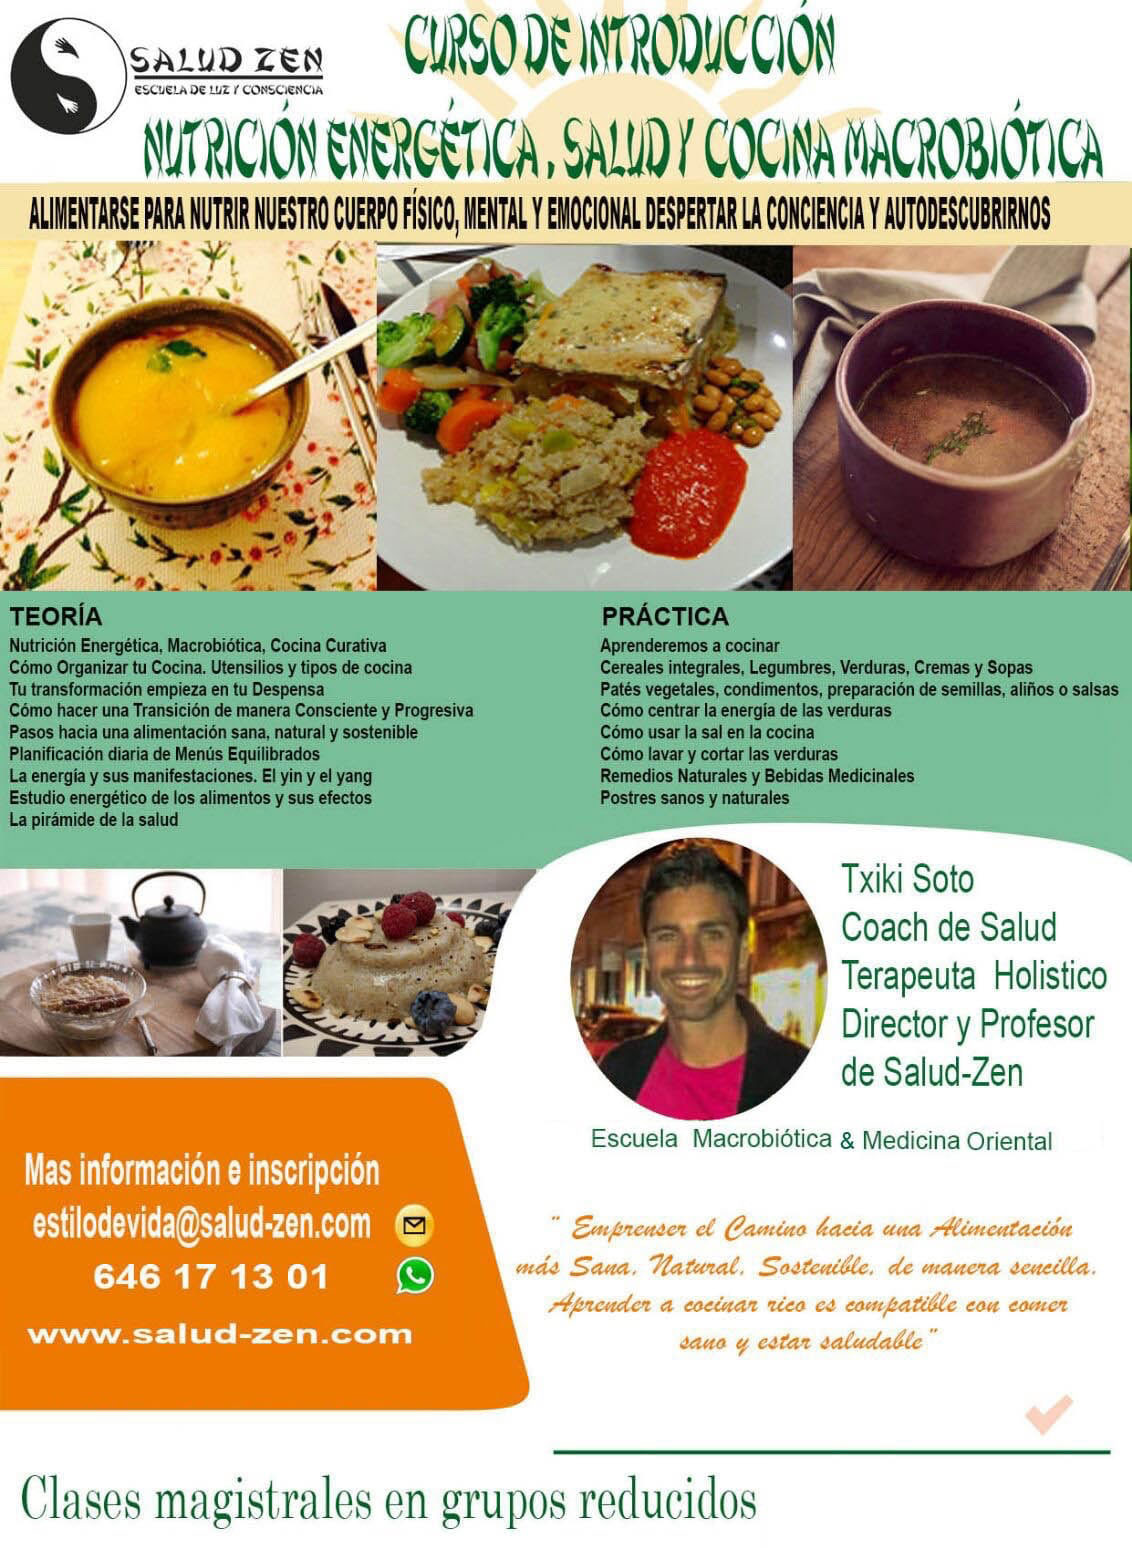 SALUD ZEN
ESCUELA DE LUZ Y CONSCIENCIA
CURSO DE INTRODUCCIÓN
NUTRICIÓN ENERGÉTICA, SALUD Y COCINA MACROBIÓTICA
ALIMENTARSE PARA NUTRIR NUESTRO CUERPO FÍSICO, MENTAL Y EMOCIONAL DESPERTAR LA CONCIENCIA Y AUTODESCUBRIRNOS
TEORÍA
Nutrición Energética, Macrobiótica, Cocina Curativa
Cómo Organizar tu Cocina. Utensilios y tipos de cocina
Tu transformación empieza en tu Despensa
Cómo hacer una Transición de manera Consciente y Progresiva
Pasos hacia una alimentación sana, natural y sostenible
Planificación diaria de Menús Equilibrados
La energía y sus manifestaciones. El yin y el yang
Estudio energético de los alimentos y sus efectos
La pirámide de la salud
PRÁCTICA
Aprenderemos a cocinar
Cereales integrales, Legumbres, Verduras, Cremas y Sopas
Patés vegetales, condimentos, preparación de semillas, aliños o salsas
Cómo centrar la energía de las verduras
Cómo usar la sal en la cocina
Cómo lavar y cortar las verduras
Remedios Naturales y Bebidas Medicinales
Postres sanos y naturales
Txiki Soto
Coach de Salud
Terapeuta Holistico
Director y Profesor
de Salud-Zen
Escuela Macrobiótica & Medicina Oriental
Mas información e inscripción
estilodevida@salud-zen.com
646 17 13 01
www.salud-zen.com
" Emprenser el Camino hacia una Alimentación
más Sana, Natural, Sostenible, de manera sencilla.
Aprender a cocinar rico es compatible con comer
sano y estar saludable"
Clases magistrales en grupos reducidos